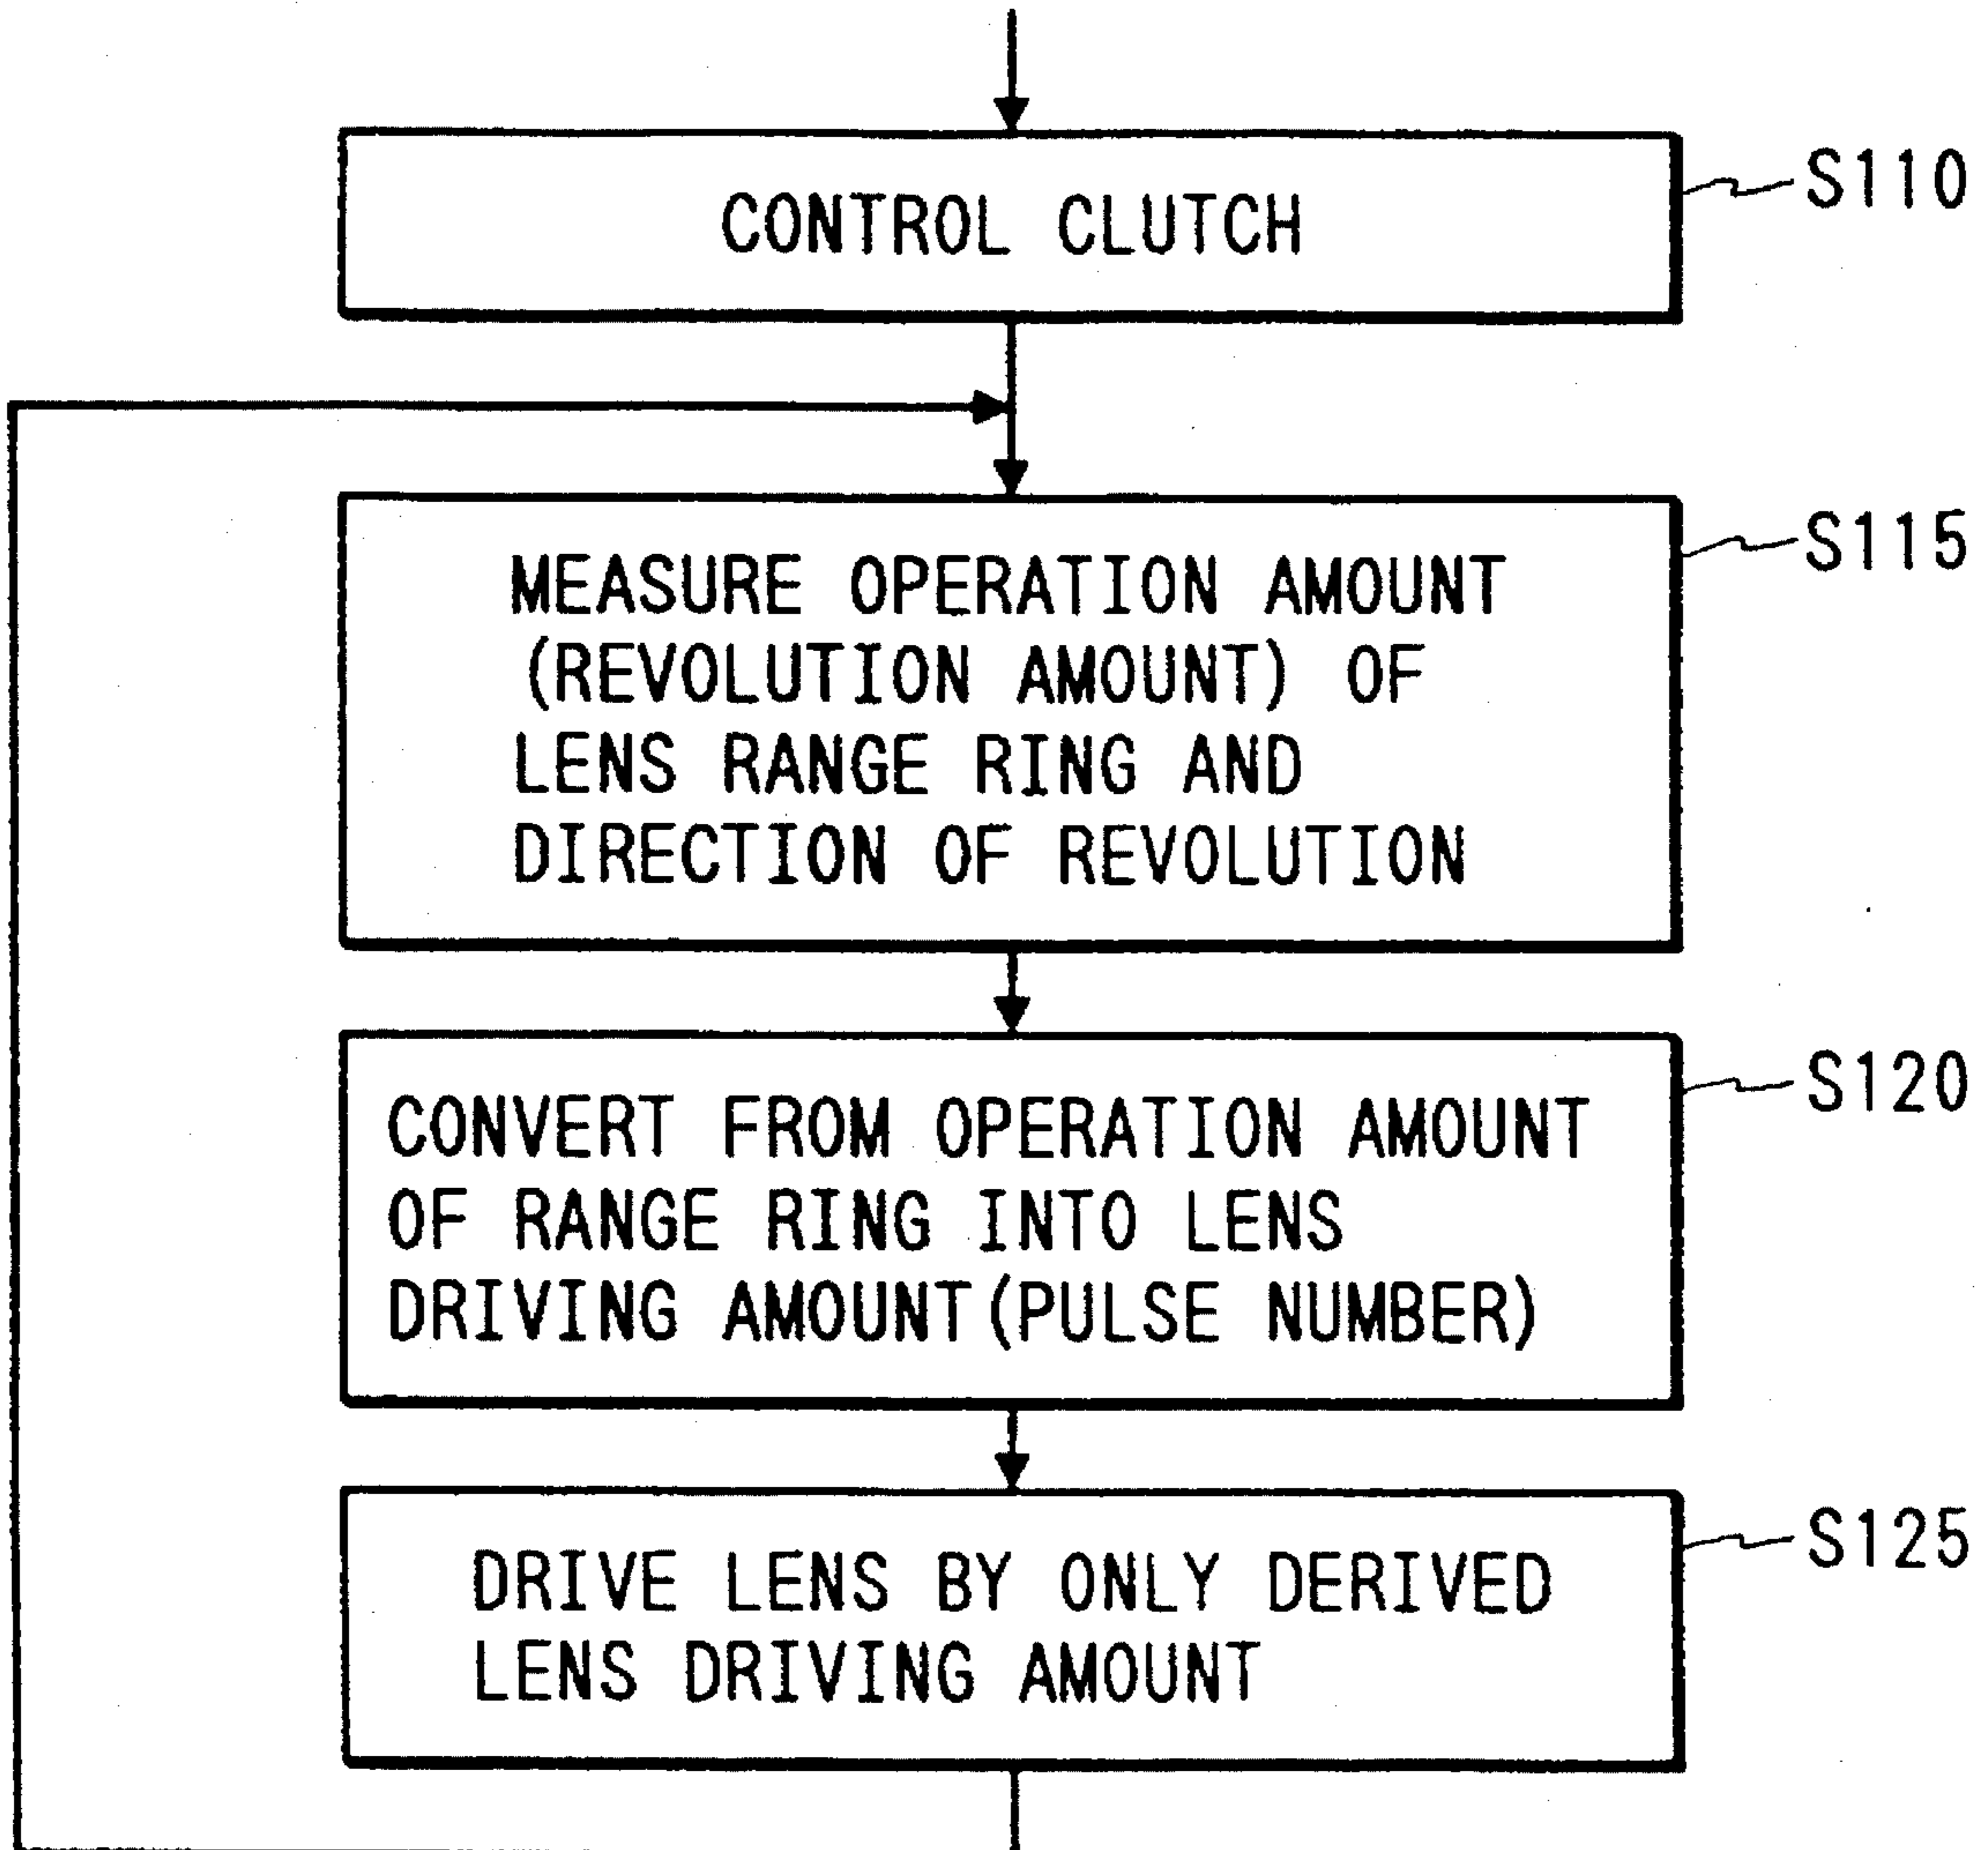 CONTROL CLUTCH
S110
MEASURE OPERATION AMOUNT
(REVOLUTION AMOUNT) OF
LENS RANGE RING AND
DIRECTION OF REVOLUTION
S115
CONVERT FROM OPERATION AMOUNT
OF RANGE RING INTO LENS
DRIVING AMOUNT(PULSE NUMBER)
S120
DRIVE LENS BY ONLY DERIVED
LENS DRIVING AMOUNT
S125